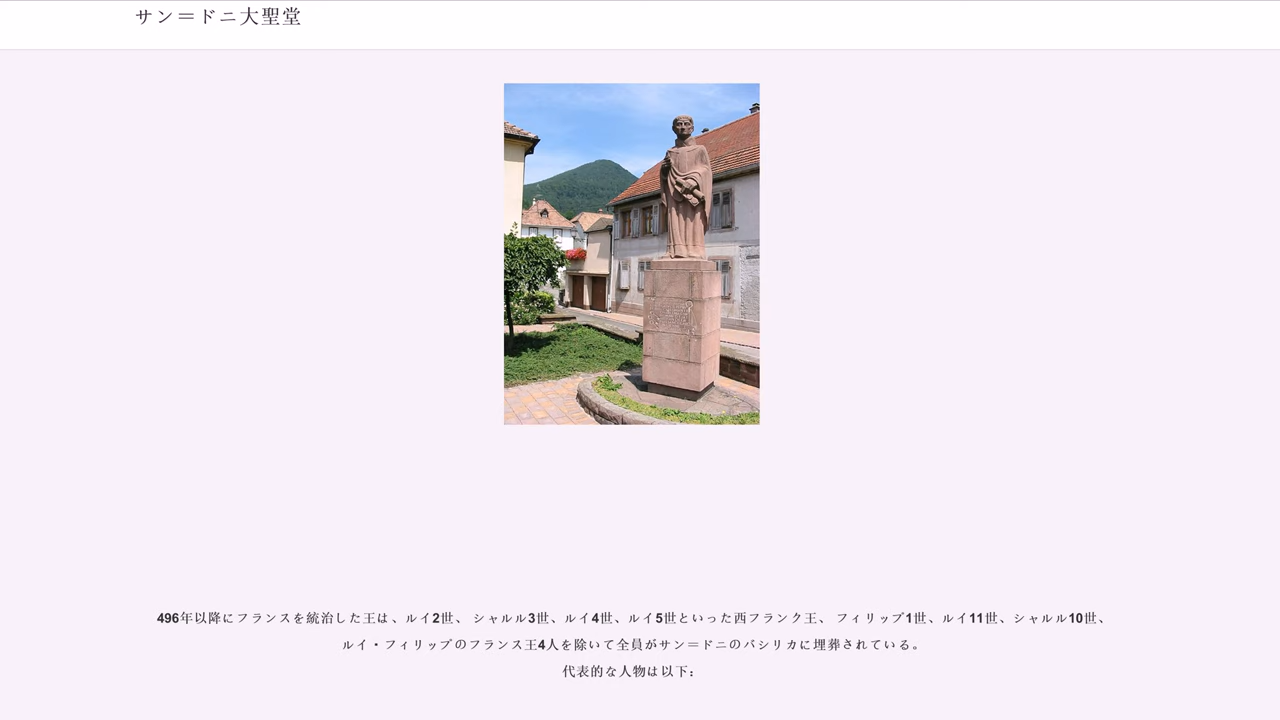 サン＝ドニ大聖堂
496年以降にフランスを統治した王は、ルイ2世、 シャルル3世、ルイ4世、ルイ5世といった西フランク王、 フィリップ1世、ルイ11世、シャルル10世、
ルイ・フィリップのフランス王4人を除いて全員がサン＝ドニのバシリカに埋葬されている。
代表的な人物は以下：